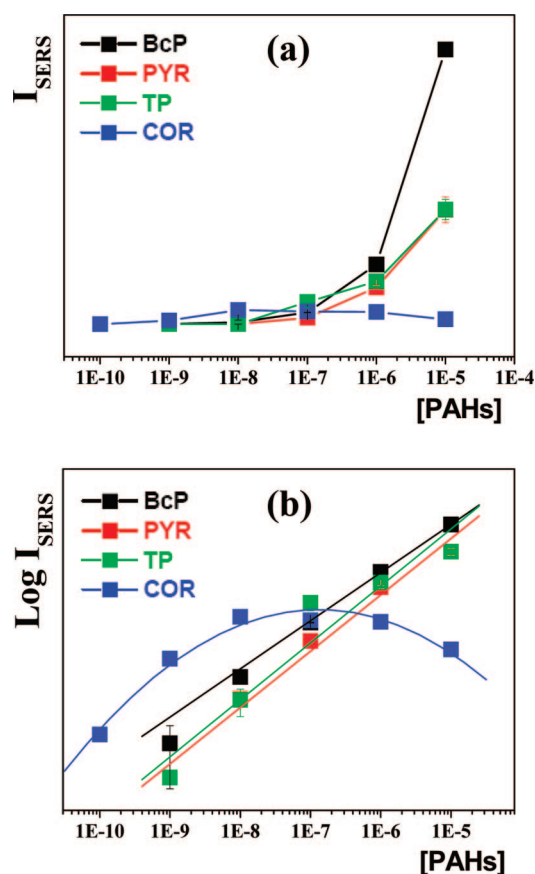 (a)
BcP
PYR
TP
COR
I_SERS
1E-10 1E-9 1E-8 1E-7 1E-6 1E-5 1E-4
[PAHs]
(b)
BcP
PYR
TP
COR
Log I_SERS
1E-10 1E-9 1E-8 1E-7 1E-6 1E-5
[PAHs]